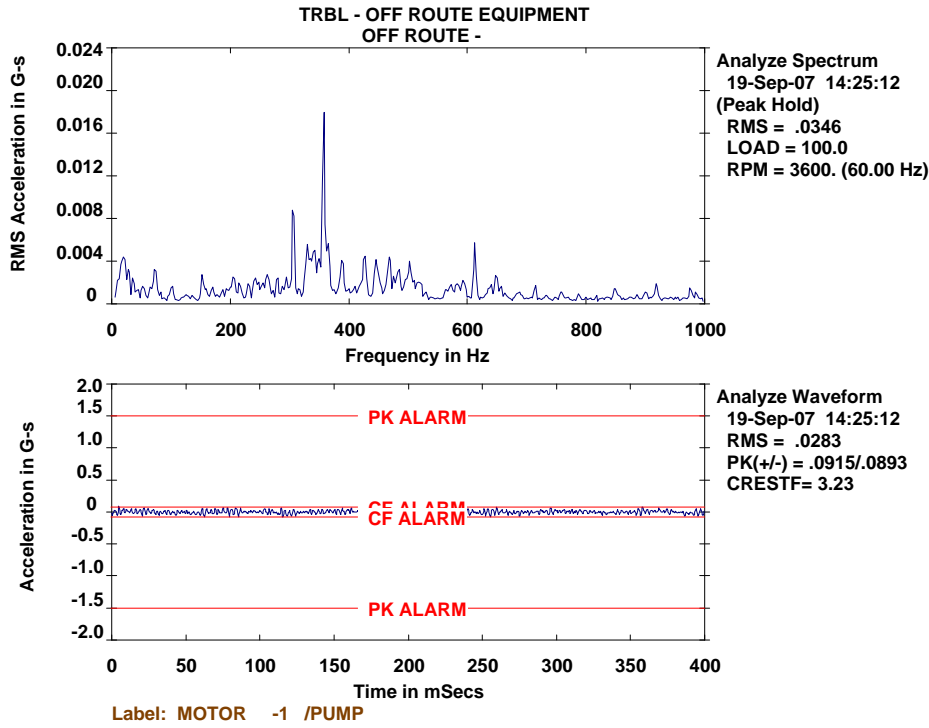 TRBL - OFF ROUTE EQUIPMENT
OFF ROUTE -
RMS Acceleration in G-s
0.024
0.020
0.016
0.012
0.008
0.004
0
0 200 400 600 800 1000
Frequency in Hz
Analyze Spectrum
19-Sep-07 14:25:12
(Peak Hold)
RMS = .0346
LOAD = 100.0
RPM = 3600. (60.00 Hz)
Acceleration in G-s
2.0
1.5
1.0
0.5
0
-0.5
-1.0
-1.5
-2.0
PK ALARM
CF ALARM
CF ALARM
PK ALARM
0 50 100 150 200 250 300 350 400
Time in mSecs
Analyze Waveform
19-Sep-07 14:25:12
RMS = .0283
PK(+/-) = .0915/.0893
CRESTF= 3.23
Label: MOTOR -1 /PUMP